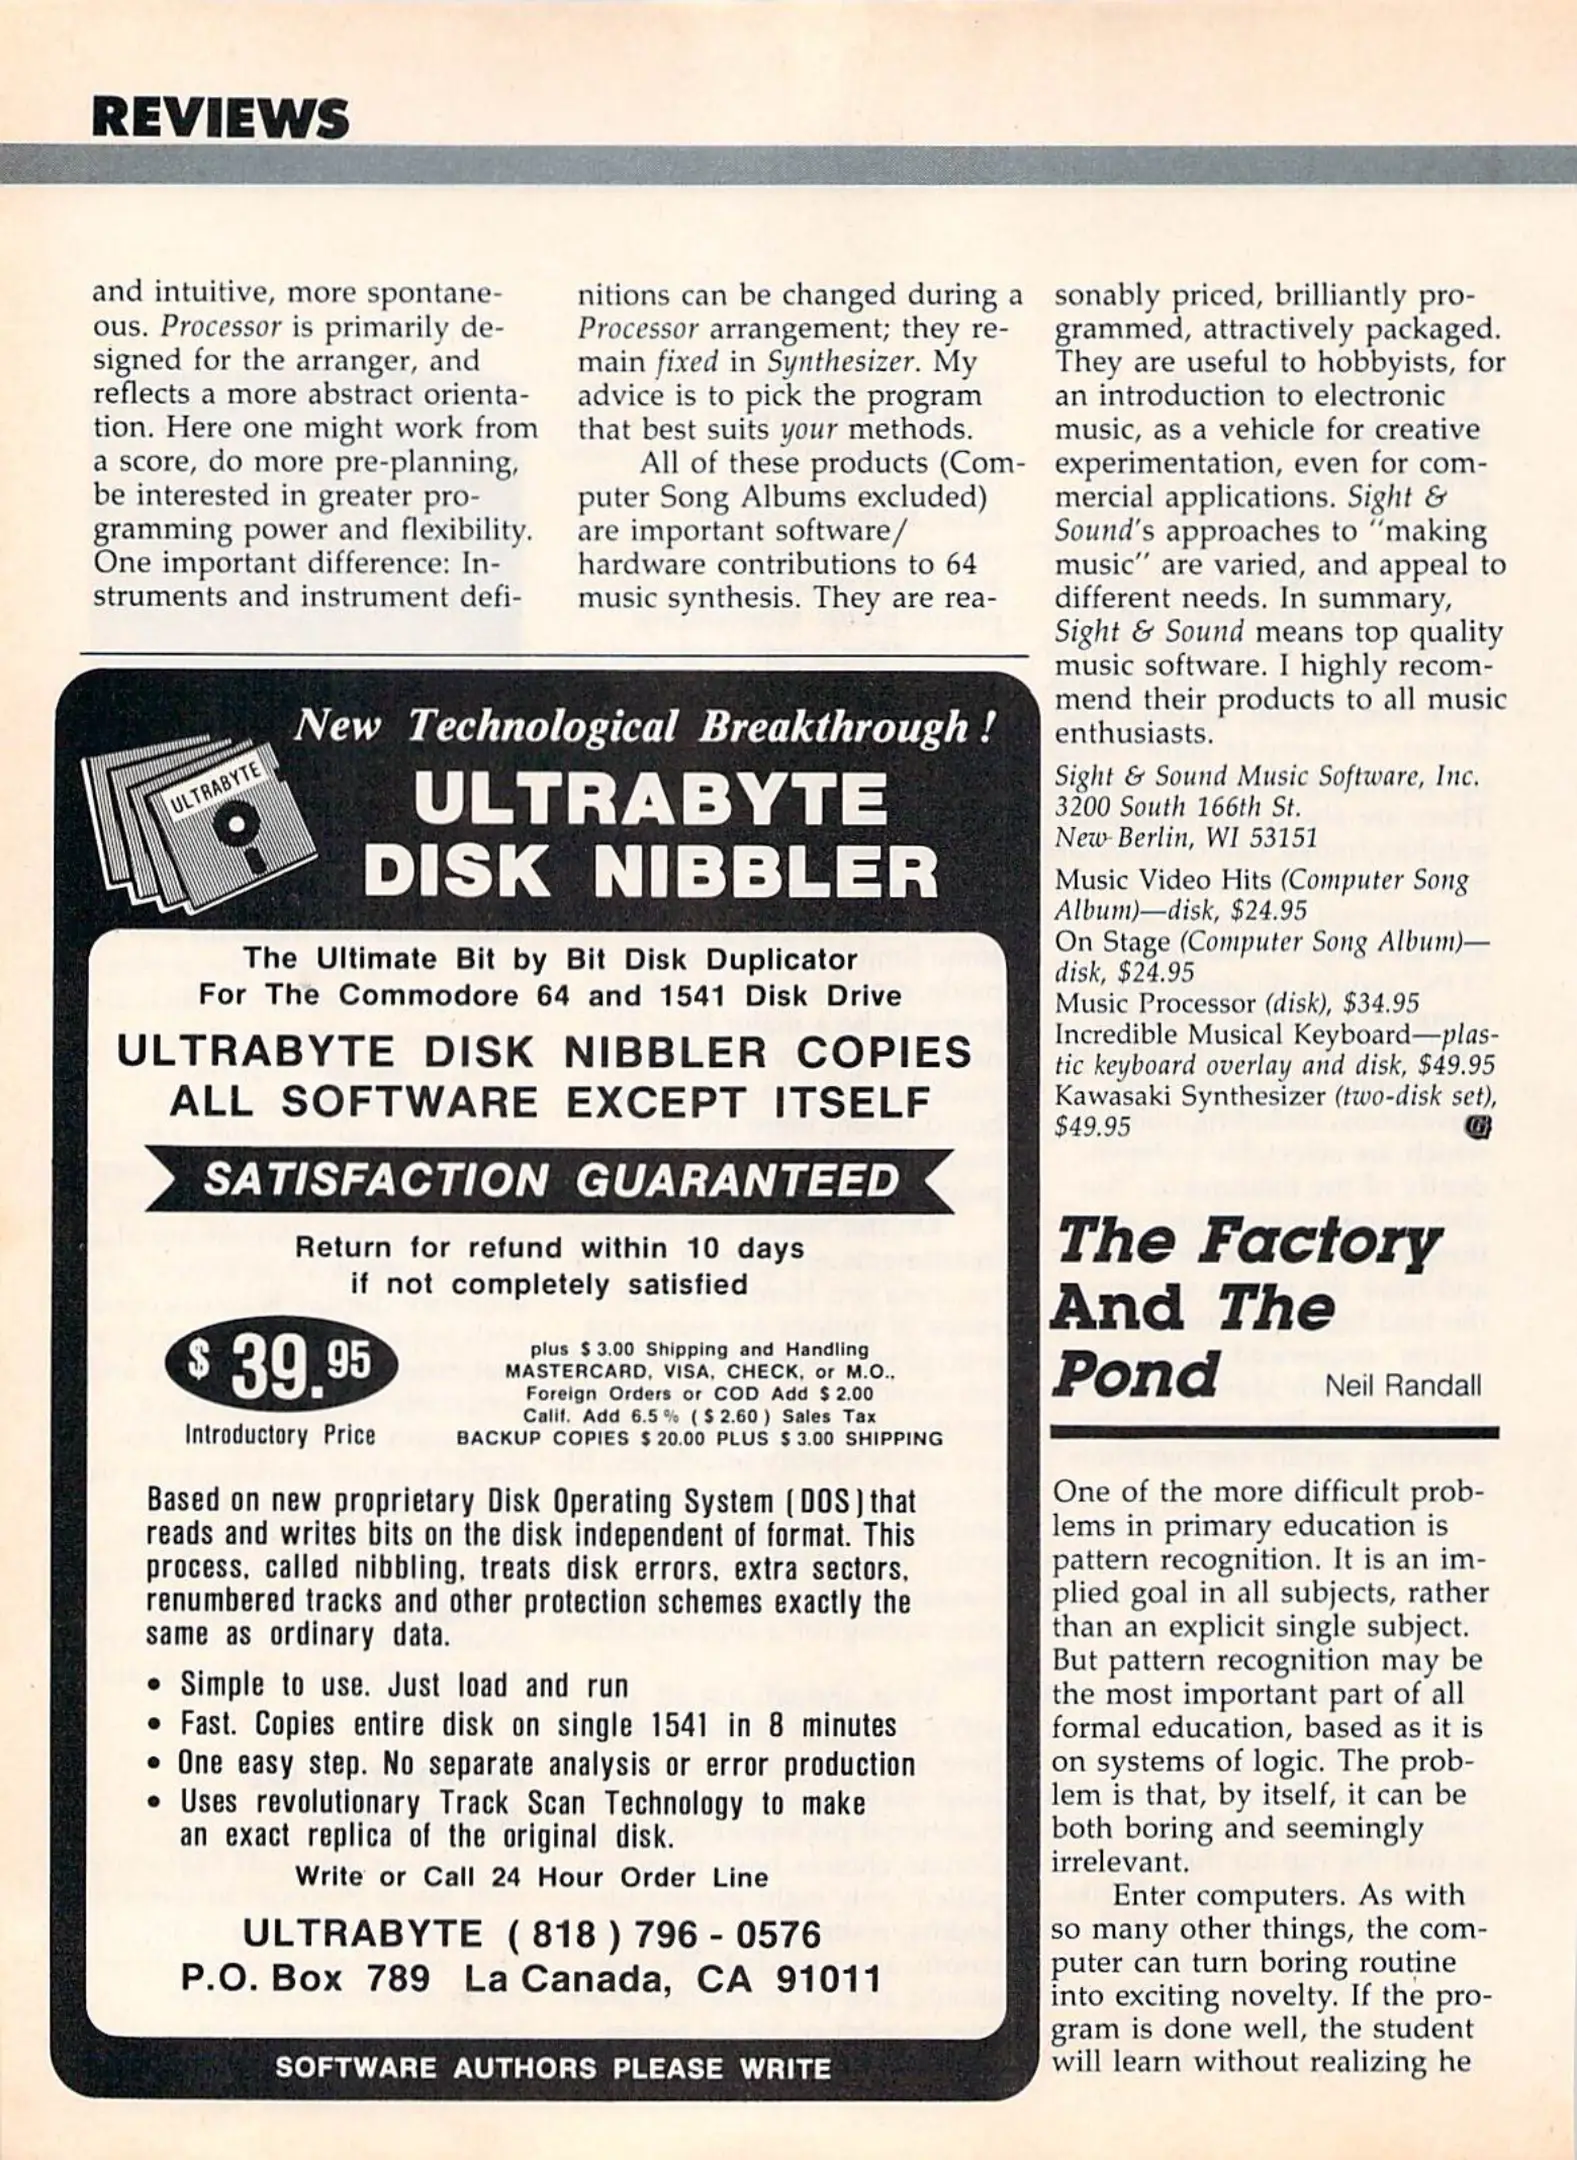 REVIEWS
and intuitive, more spontane-
ous. Processor is primarily de-
signed for the arranger, and
reflects a more abstract orienta-
tion. Here one might work from
a score, do more pre-planning,
be interested in greater pro-
gramming power and flexibility.
One important difference: In-
struments and instrument defi-
nitions can be changed during a
Processor arrangement; they re-
main fixed in Synthesizer. My
advice is to pick the program
that best suits your methods.
All of these products (Com-
puter Song Albums excluded)
are important software/
hardware contributions to 64
music synthesis. They are rea-
sonably priced, brilliantly pro-
grammed, attractively packaged.
They are useful to hobbyists, for
an introduction to electronic
music, as a vehicle for creative
experimentation, even for com-
mercial applications. Sight &
Sound's approaches to "making
music" are varied, and appeal to
different needs. In summary,
Sight & Sound means top quality
music software. I highly recom-
mend their products to all music
enthusiasts.
Sight & Sound Music Software, Inc.
3200 South 166th St.
New Berlin, WI 53151
Music Video Hits (Computer Song
Album)—disk, $24.95
On Stage (Computer Song Album)—
disk, $24.95
Music Processor (disk), $34.95
Incredible Musical Keyboard—plas-
tic keyboard overlay and disk, $49.95
Kawasaki Synthesizer (two-disk set),
$49.95 G
New Technological Breakthrough !
ULTRABYTE
ULTRABYTE
DISK NIBBLER
The Ultimate Bit by Bit Disk Duplicator
For The Commodore 64 and 1541 Disk Drive
ULTRABYTE DISK NIBBLER COPIES
ALL SOFTWARE EXCEPT ITSELF
SATISFACTION GUARANTEED
Return for refund within 10 days
if not completely satisfied
$ 39.95
Introductory Price
plus $ 3.00 Shipping and Handling
MASTERCARD, VISA, CHECK, or M.O.,
Foreign Orders or COD Add $ 2.00
Calif. Add 6.5 % ( $ 2.60 ) Sales Tax
BACKUP COPIES $ 20.00 PLUS $ 3.00 SHIPPING
Based on new proprietary Disk Operating System ( DOS ) that
reads and writes bits on the disk independent of format. This
process, called nibbling, treats disk errors, extra sectors,
renumbered tracks and other protection schemes exactly the
same as ordinary data.
• Simple to use. Just load and run
• Fast. Copies entire disk on single 1541 in 8 minutes
• One easy step. No separate analysis or error production
• Uses revolutionary Track Scan Technology to make
an exact replica of the original disk.
Write or Call 24 Hour Order Line
ULTRABYTE ( 818 ) 796 - 0576
P.O. Box 789 La Canada, CA 91011
SOFTWARE AUTHORS PLEASE WRITE
The Factory
And The
Pond Neil Randall
One of the more difficult prob-
lems in primary education is
pattern recognition. It is an im-
plied goal in all subjects, rather
than an explicit single subject.
But pattern recognition may be
the most important part of all
formal education, based as it is
on systems of logic. The prob-
lem is that, by itself, it can be
both boring and seemingly
irrelevant.
Enter computers. As with
so many other things, the com-
puter can turn boring routine
into exciting novelty. If the pro-
gram is done well, the student
will learn without realizing he